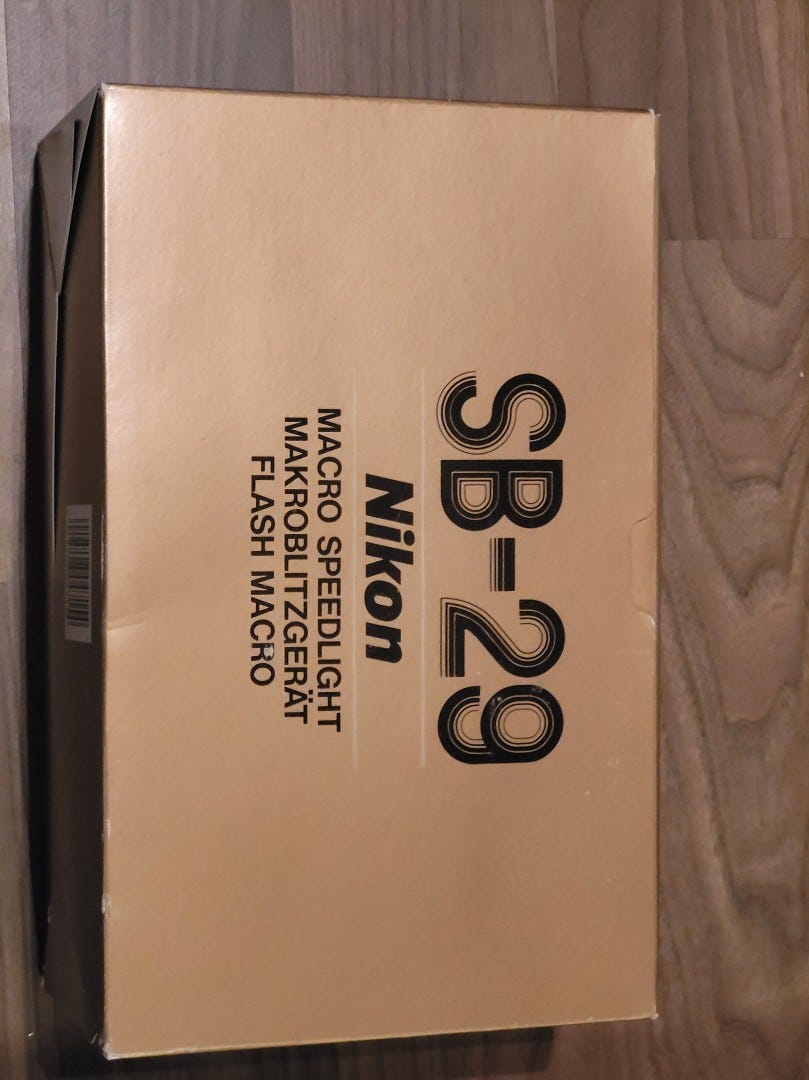 SB-29
Nikon
MACRO SPEEDLIGHT
MAKROBLITZGERÄT
FLASH MACRO